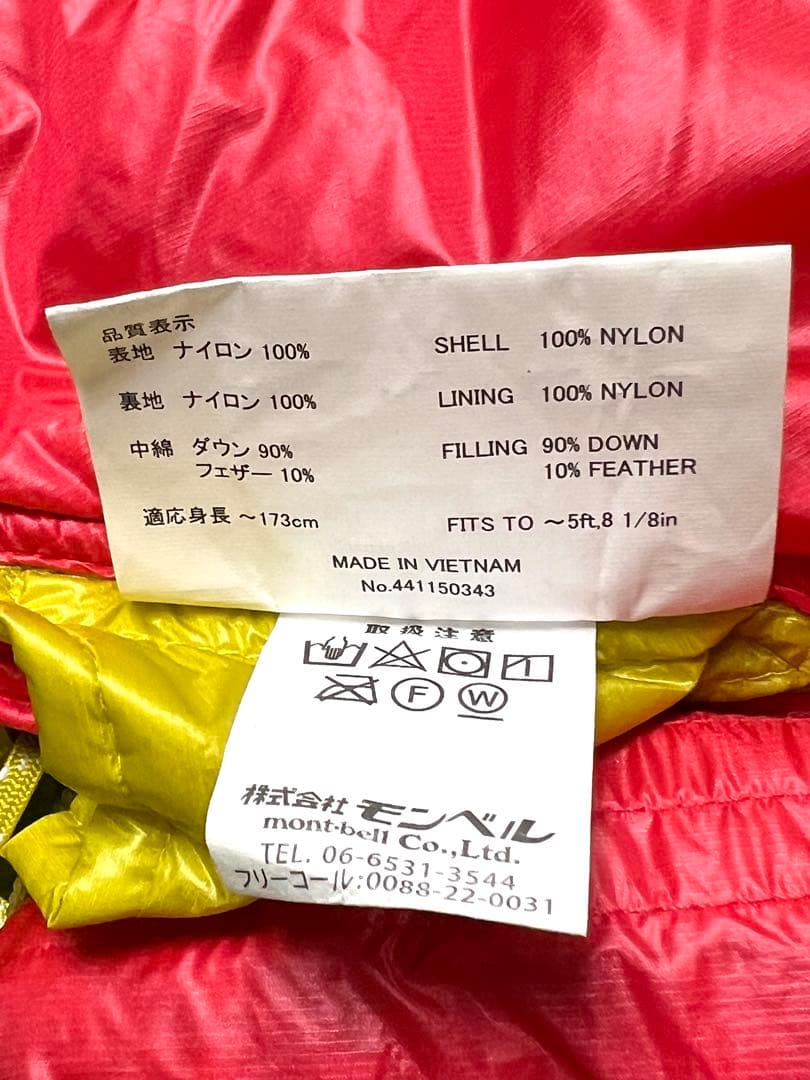 品質表示
表地 ナイロン 100% SHELL 100% NYLON
裏地 ナイロン 100% LINING 100% NYLON
中綿 ダウン 90% FILLING 90% DOWN
フェザー 10% 10% FEATHER
適応身長 ～173cm FITS TO ～5ft,8 1/8in
MADE IN VIETNAM
No.441150343
取扱注意
F W
株式会社 モンベル
mont-bell Co.,Ltd.
TEL. 06-6531-3544
フリーコール:0088-22-0031